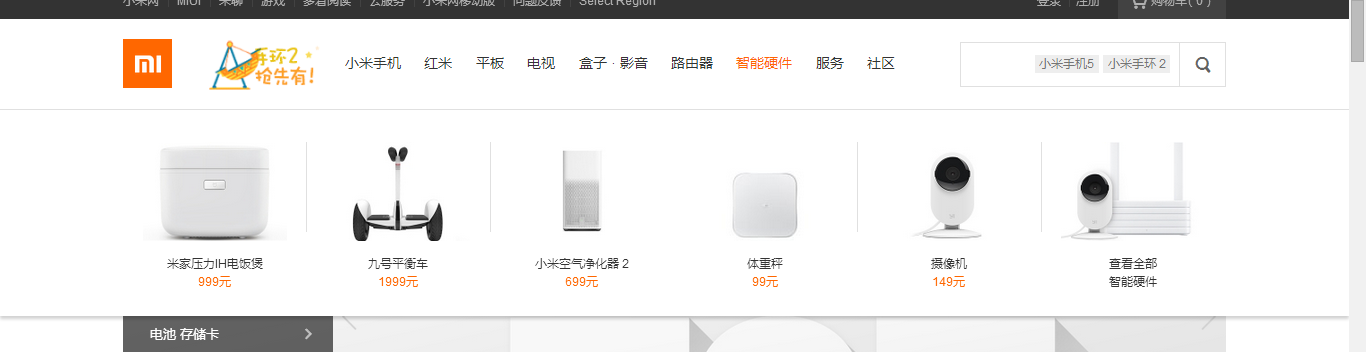 小米网 MIUI 米聊 游戏 多看阅读 云服务 小米网移动版 问题反馈 Select Region 登录 注册 购物车( 0 )
mi 手环2 抢先有! 小米手机 红米 平板 电视 盒子 · 影音 路由器 智能硬件 服务 社区 小米手机5 小米手环 2
米家压力IH电饭煲 九号平衡车 小米空气净化器 2 体重秤 摄像机 查看全部
999元 1999元 699元 99元 149元 智能硬件
电池 存储卡